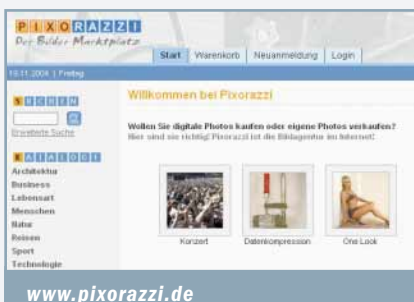 PIXORAZZI
Der Bilder Marktplatz
Start Warenkorb Neuanmeldung Login
19.11.2004 | Freitag
SUCHEN
Erweiterte Suche
KATALOGE
Architektur
Business
Lebensart
Menschen
Natur
Reisen
Sport
Technologie
Willkommen bei Pixorazzi
Wollen Sie digitale Photos kaufen oder eigene Photos verkaufen?
Hier sind sie richtig! Pixorazzi ist die Bildagentur im Internet!
Konzert Datenkompression One Look
www.pixorazzi.de